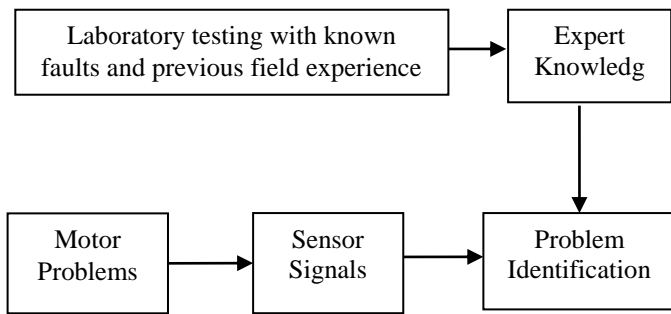 Laboratory testing with known
faults and previous field experience
Expert
Knowledg
Motor
Problems
Sensor
Signals
Problem
Identification